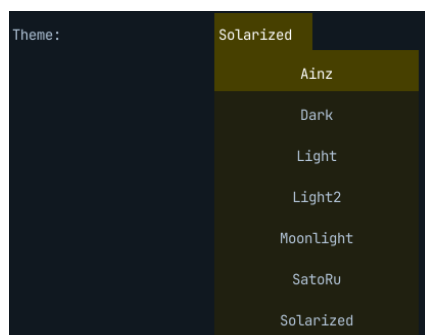 Theme: Solarized
Ainz
Dark
Light
Light2
Moonlight
SatoRu
Solarized